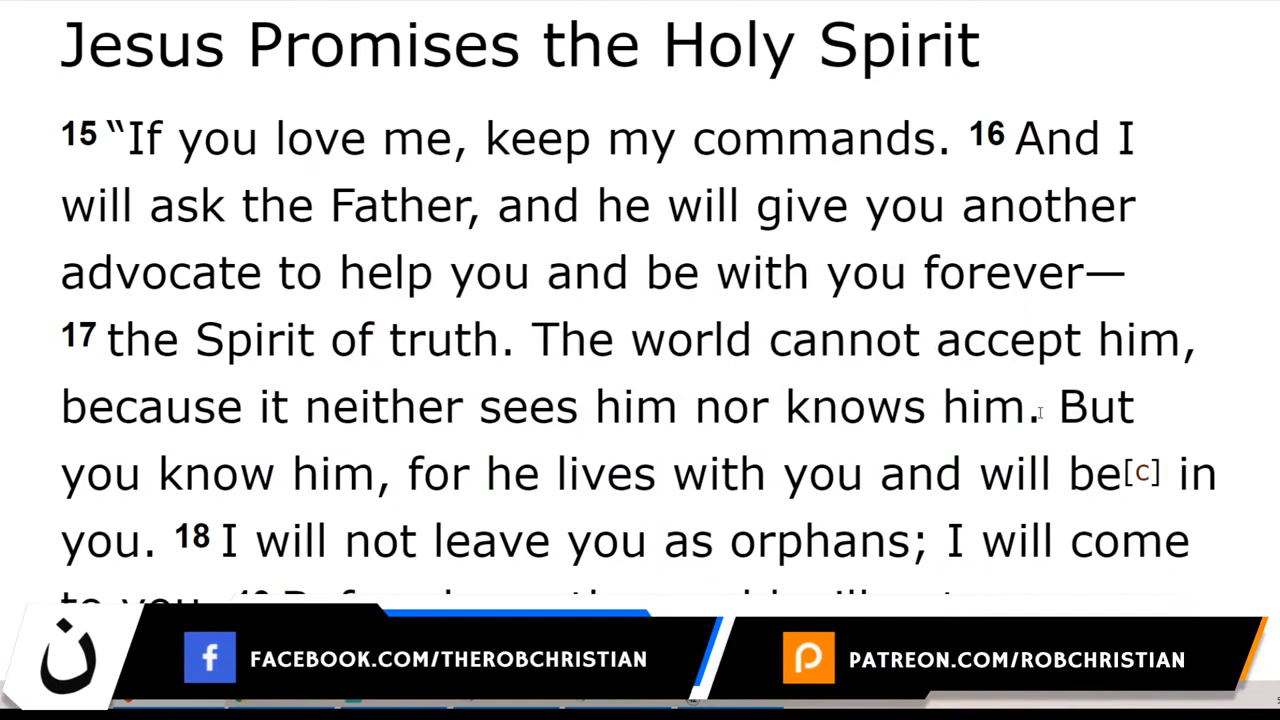 Jesus Promises the Holy Spirit
15 “If you love me, keep my commands. 16 And I
will ask the Father, and he will give you another
advocate to help you and be with you forever—
17 the Spirit of truth. The world cannot accept him,
because it neither sees him nor knows him. But
you know him, for he lives with you and will be[c] in
you. 18 I will not leave you as orphans; I will come
to you.
ن
FACEBOOK.COM/THEROBCHRISTIAN
PATREON.COM/ROBCHRISTIAN